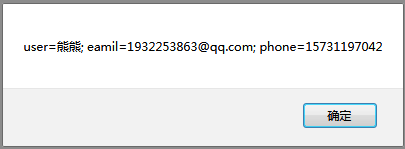 user=熊熊; eamil=1932253863@qq.com; phone=15731197042
确定